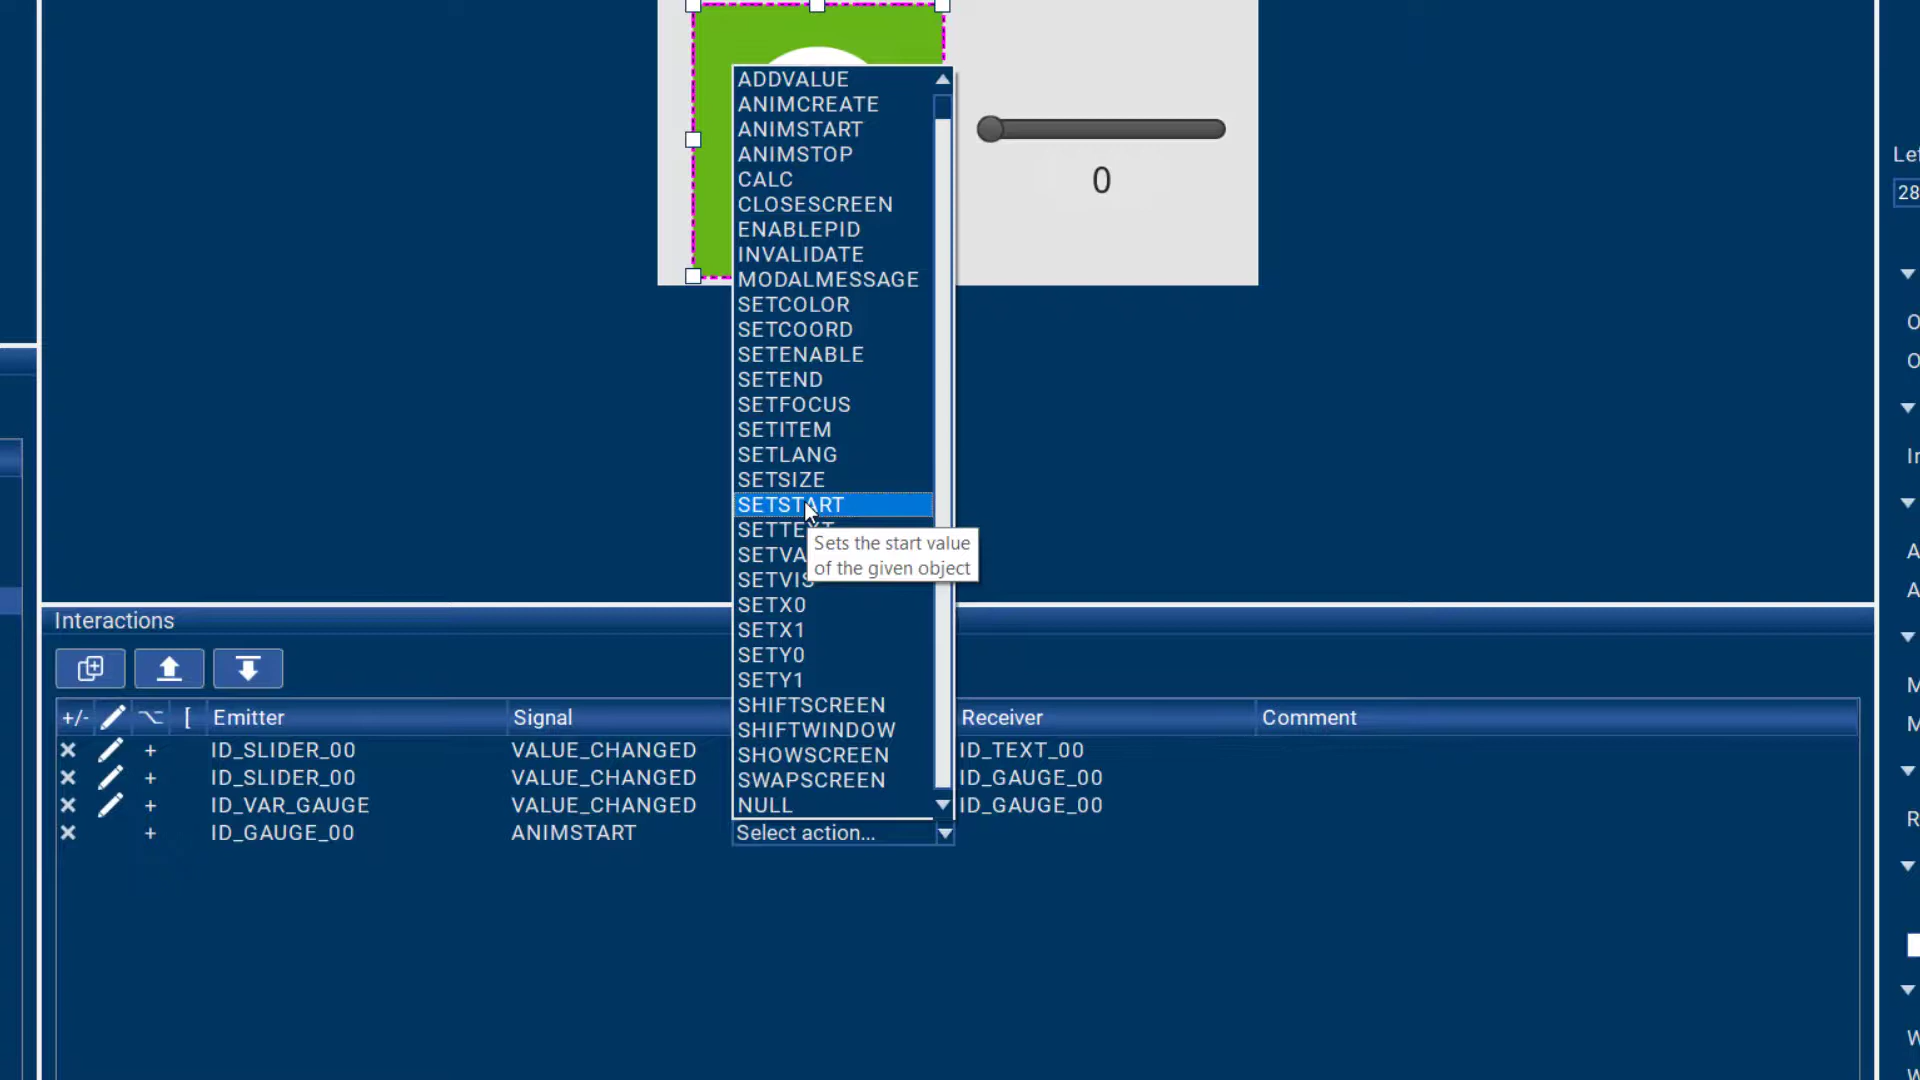 ADDVALUE
ANIMCREATE
ANIMSTART
ANIMSTOP
CALC
CLOSESCREEN
ENABLEPID
INVALIDATE
MODALMESSAGE
SETCOLOR
SETCOORD
SETENABLE
SETEND
SETFOCUS
SETITEM
SETLANG
SETSIZE
SETSTART
Sets the start value
of the given object
SETX0
SETX1
SETY0
SETY1
SHIFTSCREEN
SHIFTWINDOW
SHOWSCREEN
SWAPSCREEN
NULL
Select action...
0
28
Interactions
+/- [ Emitter Signal Receiver Comment
+ ID_SLIDER_00 VALUE_CHANGED ID_TEXT_00
+ ID_SLIDER_00 VALUE_CHANGED ID_GAUGE_00
+ ID_VAR_GAUGE VALUE_CHANGED ID_GAUGE_00
+ ID_GAUGE_00 ANIMSTART